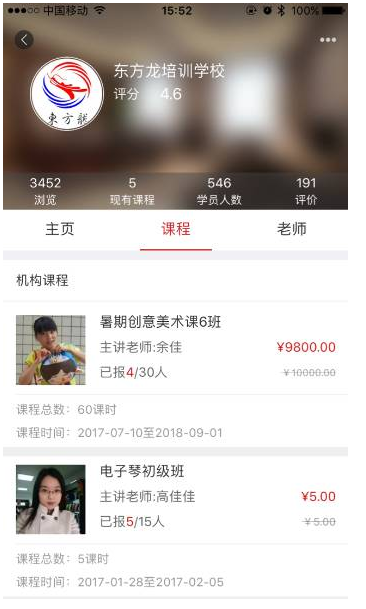 中国移动 15:52 100%
东方龙培训学校
评分 4.6
東方龍
3452 5 546 191
浏览 现有课程 学员人数 评价
主页 课程 老师
机构课程
暑期创意美术课6班
主讲老师:余佳 ¥9800.00
已报4/30人 ¥10000.00
课程总数：60课时
课程时间：2017-07-10至2018-09-01
电子琴初级班
主讲老师:高佳佳 ¥5.00
已报5/15人 ¥5.00
课程总数：5课时
课程时间：2017-01-28至2017-02-05